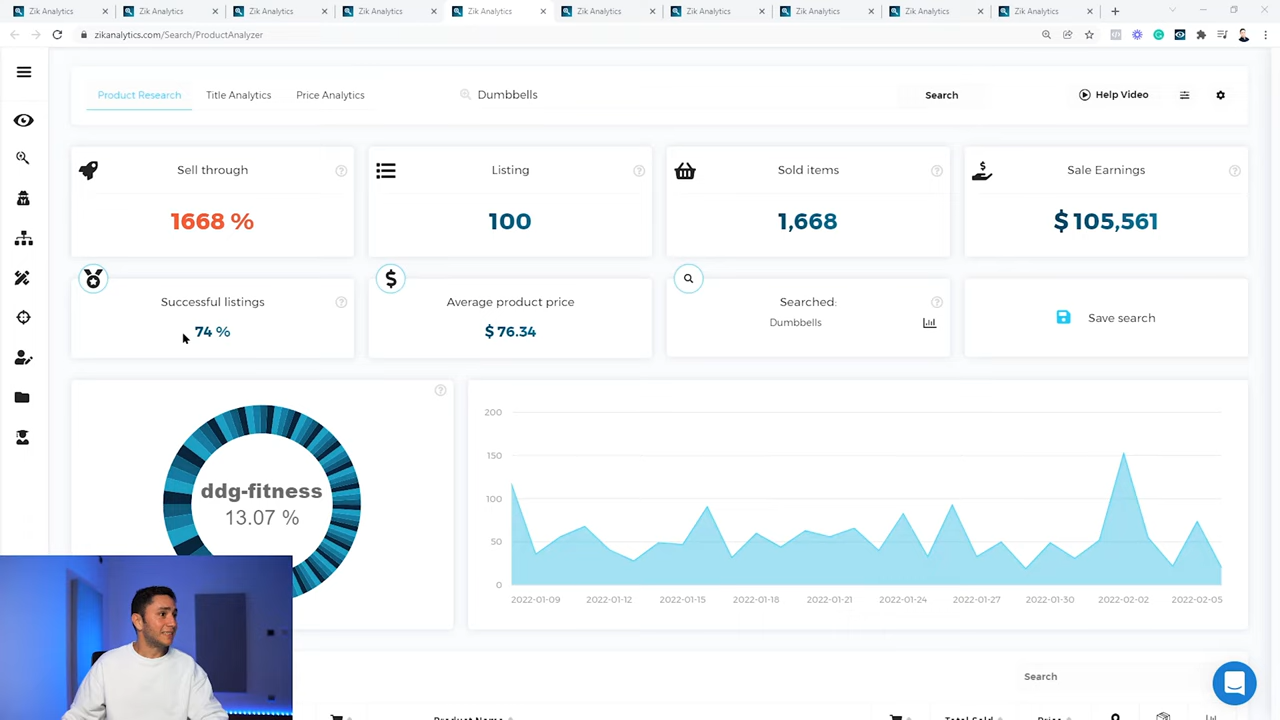 Zik Analytics Zik Analytics Zik Analytics Zik Analytics Zik Analytics Zik Analytics Zik Analytics Zik Analytics Zik Analytics Zik Analytics
zikanalytics.com/Search/ProductAnalyzer
Product Research Title Analytics Price Analytics Dumbbells Search Help Video
Sell through Listing Sold items Sale Earnings
1668 % 100 1,668 $ 105,561
Successful listings Average product price Searched: Save search
74 % $ 76.34 Dumbbells
ddg-fitness
13.07 %
200
150
100
50
0
2022-01-09 2022-01-12 2022-01-15 2022-01-18 2022-01-21 2022-01-24 2022-01-27 2022-01-30 2022-02-02 2022-02-05
Search
Product Name Total Sold Price